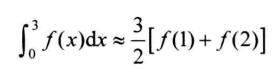 ∫₀³ f(x)dx ≈ 3/2 [f(1) + f(2)]